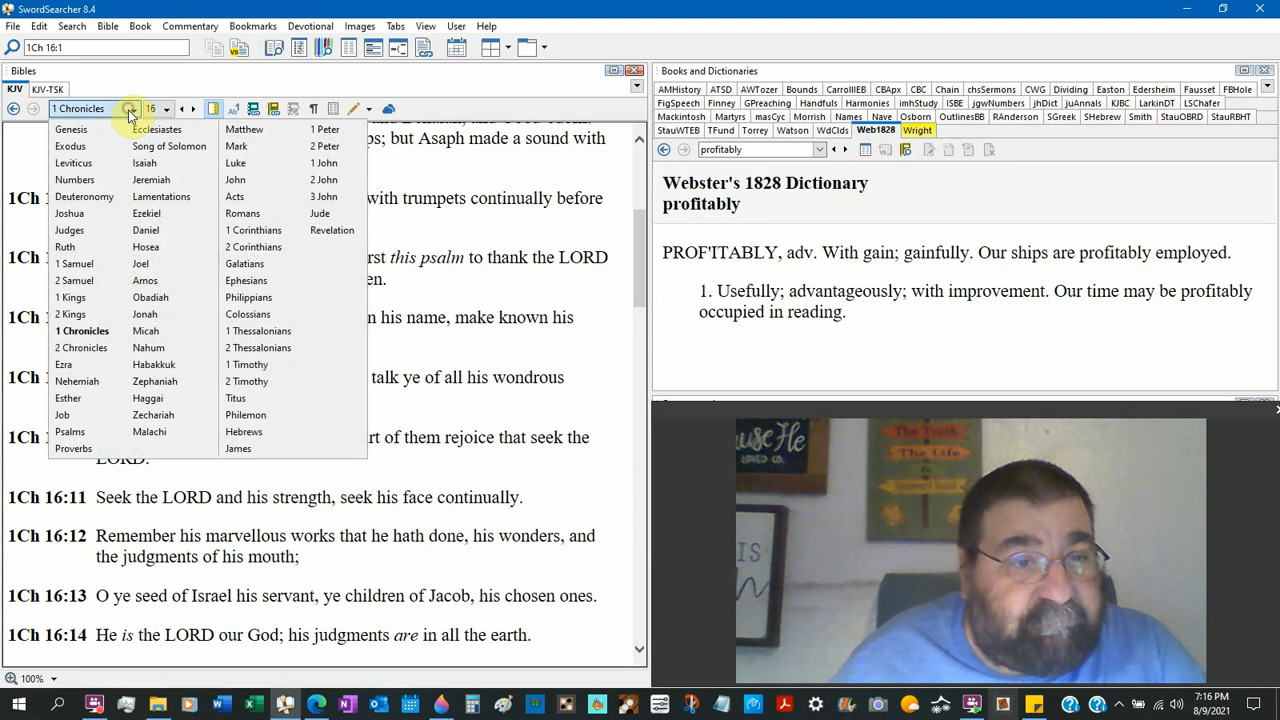 SwordSearcher 8.4
File Edit Search Bible Book Commentary Bookmarks Devotional Images Tabs View User Help
1Ch 16:1
Bibles
KJV KJV-TSK
1 Chronicles 16
Genesis Ecclesiastes Matthew 1 Peter
Exodus Song of Solomon Mark 2 Peter
Leviticus Isaiah Luke 1 John
Numbers Jeremiah John 2 John
Deuteronomy Lamentations Acts 3 John
Joshua Ezekiel Romans Jude
Judges Daniel 1 Corinthians Revelation
Ruth Hosea 2 Corinthians
1 Samuel Joel Galatians
2 Samuel Amos Ephesians
1 Kings Obadiah Philippians
2 Kings Jonah Colossians
1 Chronicles Micah 1 Thessalonians
2 Chronicles Nahum 2 Thessalonians
Ezra Habakkuk 1 Timothy
Nehemiah Zephaniah 2 Timothy
Esther Haggai Titus
Job Zechariah Philemon
Psalms Malachi Hebrews
Proverbs James
ps; but Asaph made a sound with
1Ch with trumpets continually before
1Ch rst this psalm to thank the LORD
en.
1Ch n his name, make known his
1Ch talk ye of all his wondrous
1Ch rt of them rejoice that seek the
LORD.
1Ch 16:11 Seek the LORD and his strength, seek his face continually.
1Ch 16:12 Remember his marvellous works that he hath done, his wonders, and
the judgments of his mouth;
1Ch 16:13 O ye seed of Israel his servant, ye children of Jacob, his chosen ones.
1Ch 16:14 He is the LORD our God; his judgments are in all the earth.
100%
Books and Dictionaries
AMHistory ATSD AWTozer Bounds CARROLL CBC Chain chsSermons CWG Dividing Easton Edersheim Faucet FBHole
FigSpeech Finney GPreaching Handfuls Harmonies imhStudy ISBE jgwNumbers jhDict juAnnals KJBC LarkinDT LSChafer
Mackintosh Martyrs masCyc Morrish Names Nave Osborn OutlinesBB RAnderson SGreek SHebrew Smith StauOBRD StauRBHT
StauWTEB TFund Torrey Watson WdClds Web1828 Wright
profitably
Webster's 1828 Dictionary
profitably
PROF'ITABLY, adv. With gain; gainfully. Our ships are profitably employed.
1. Usefully; advantageously; with improvement. Our time may be profitably
occupied in reading.
The Truth
The Life
cause He
LOVED CO.
IS
7:16 PM
8/9/2021